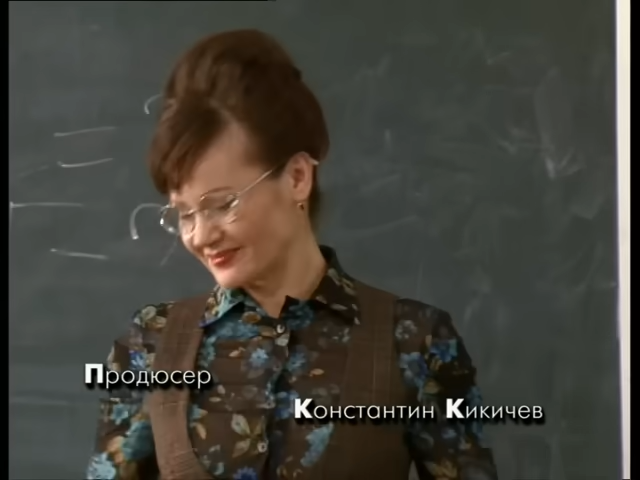 Продюсер
Константин Кикичев